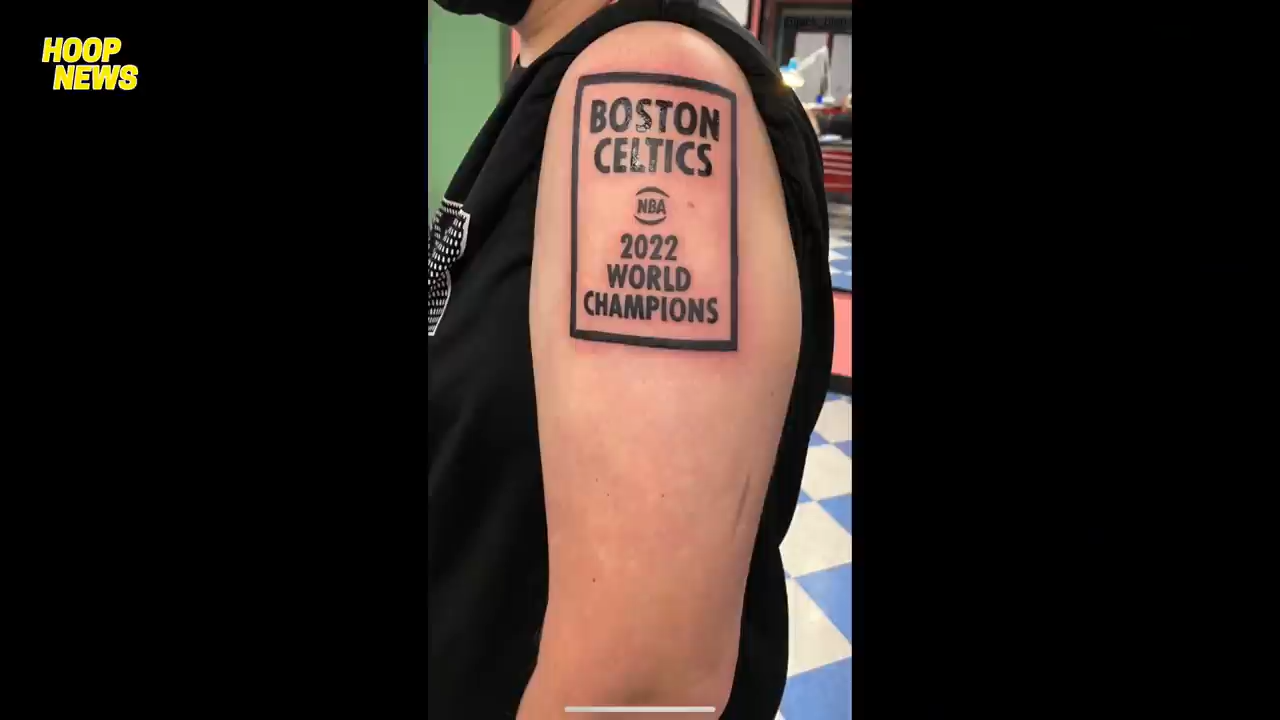 HOOP
NEWS
BOSTON
CELTICS
NBA
2022
WORLD
CHAMPIONS